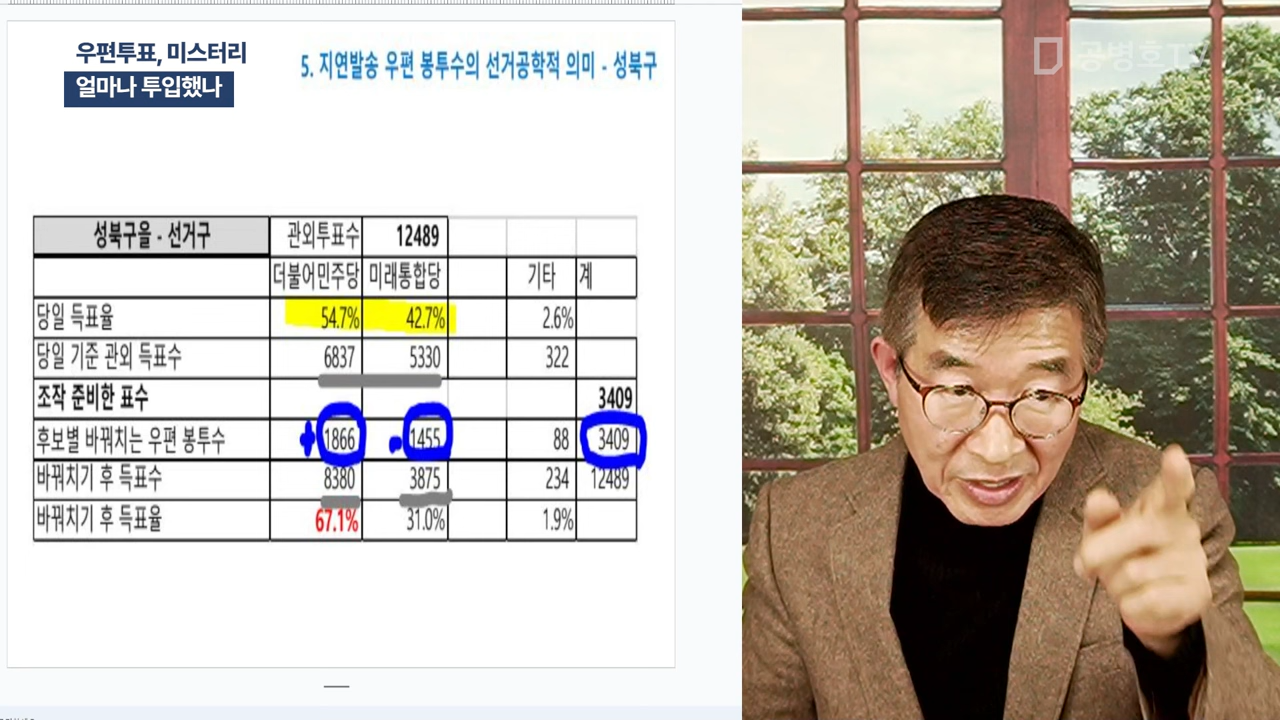 우편투표, 미스터리
얼마나 투입했나
5. 지연발송 우편 봉투수의 선거공학적 의미 - 성북구
공병호TV
성북구을 - 선거구 관외투표수 12489
더불어민주당 미래통합당 기타 계
당일 득표율 54.7% 42.7% 2.6%
당일 기준 관외 득표수 6837 5330 322
조작 준비한 표수 3409
후보별 바꿔치는 우편 봉투수 +1866 -1455 88 3409
바꿔치기 후 득표수 8380 3875 234 12489
바꿔치기 후 득표율 67.1% 31.0% 1.9%